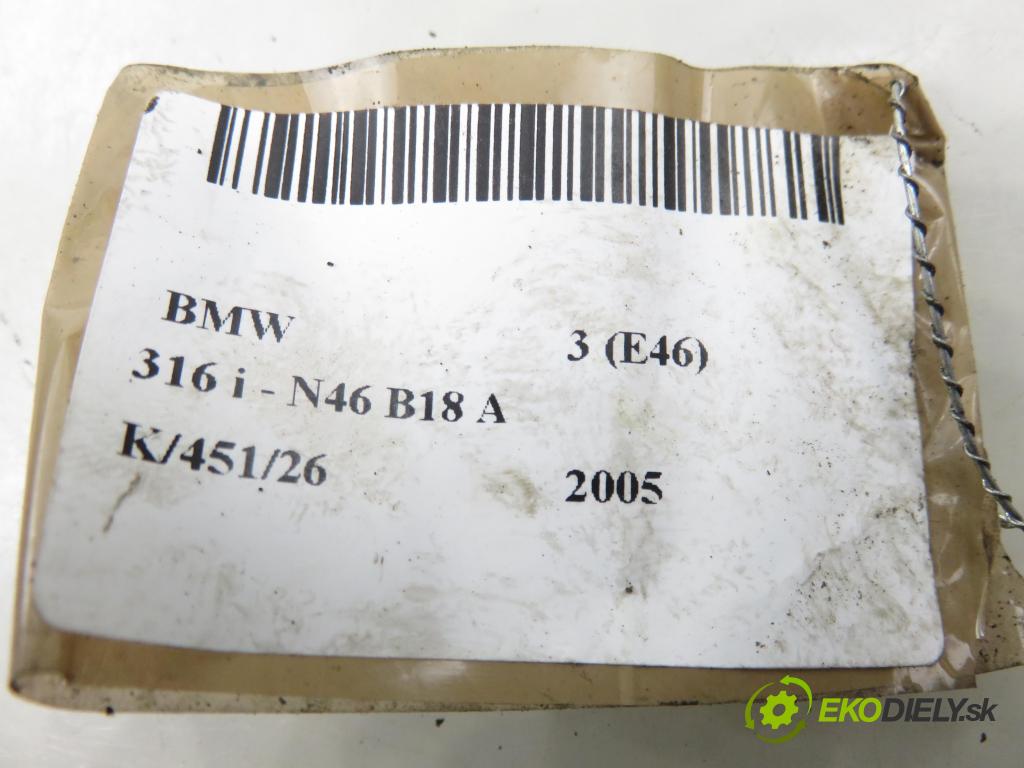 BMW 3 (E46)
316 i - N46 B18 A
K/451/26 2005
EKODIELY.sk